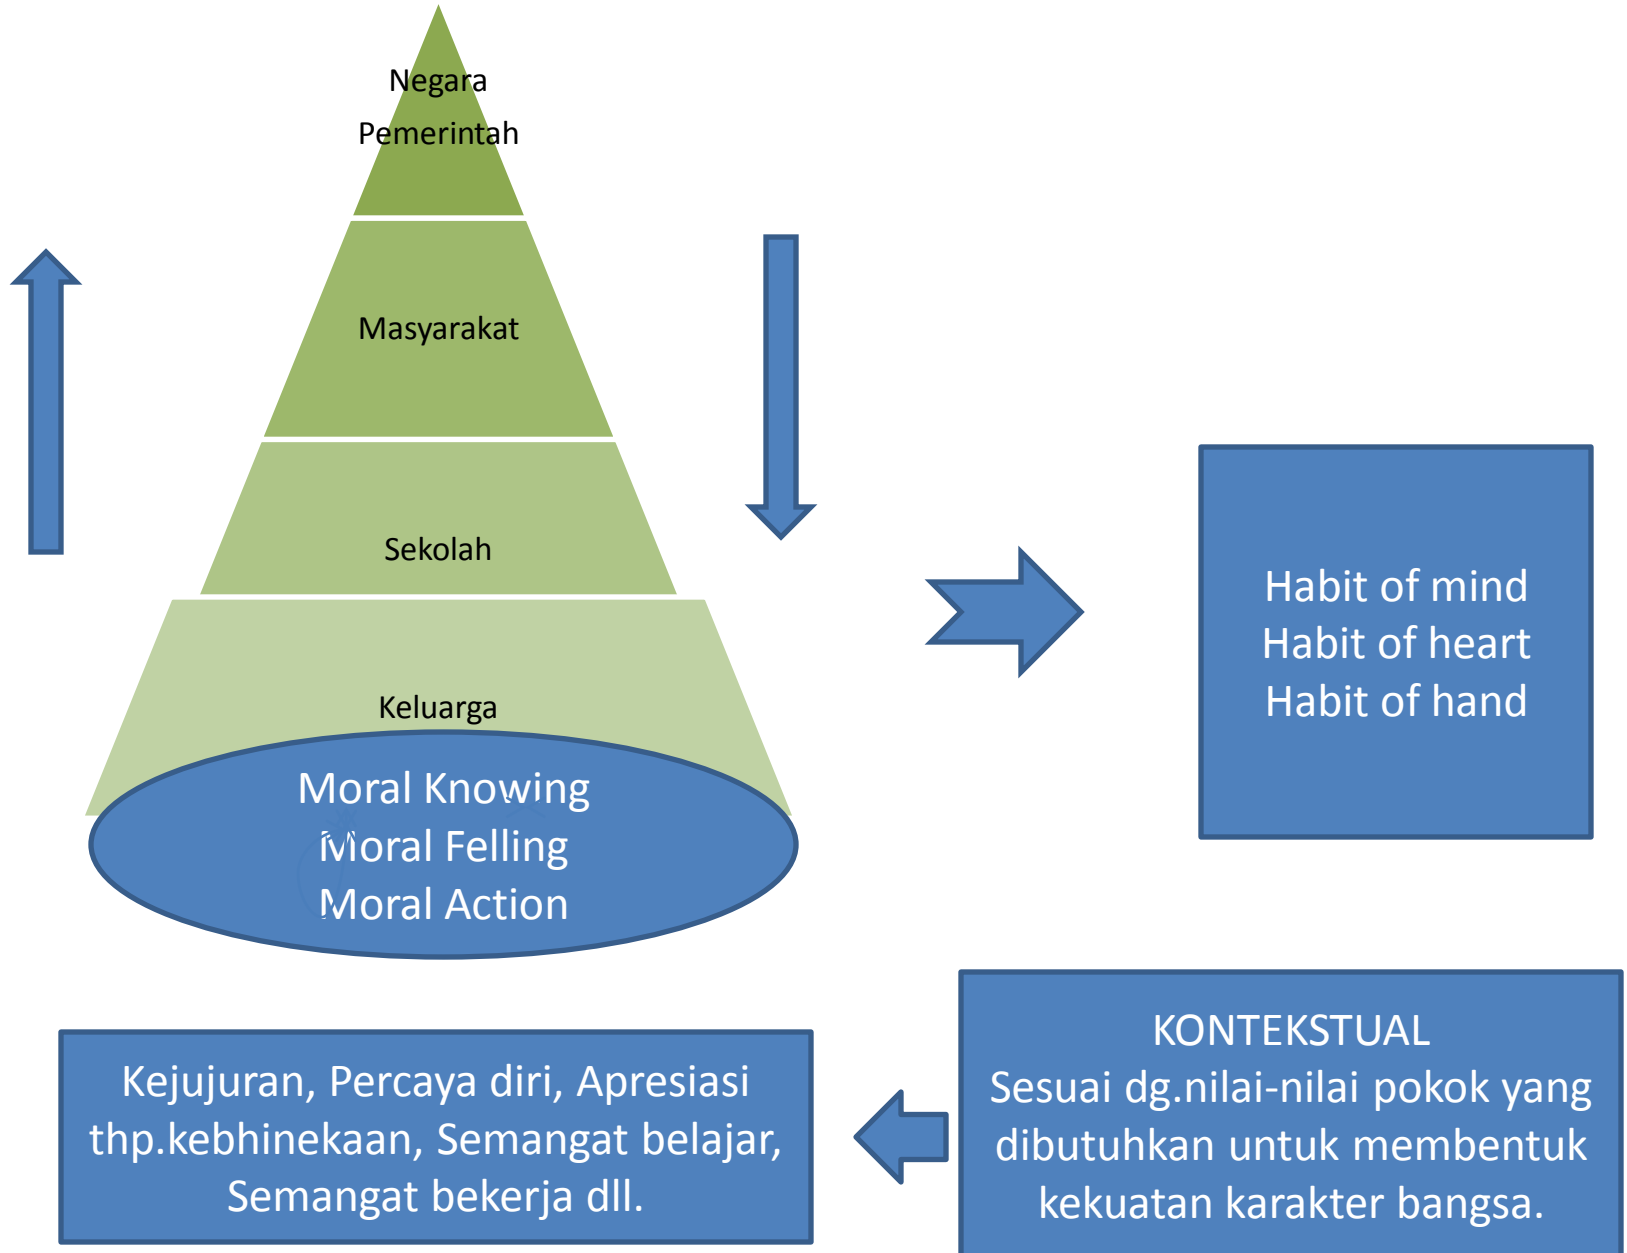 Negara
Pemerintah
Masyarakat
Sekolah
Keluarga
Moral Knowing
Moral Felling
Moral Action
Habit of mind
Habit of heart
Habit of hand
Kejujuran, Percaya diri, Apresiasi
thp.kebhinekaan, Semangat belajar,
Semangat bekerja dll.
KONTEKSTUAL
Sesuai dg.nilai-nilai pokok yang
dibutuhkan untuk membentuk
kekuatan karakter bangsa.